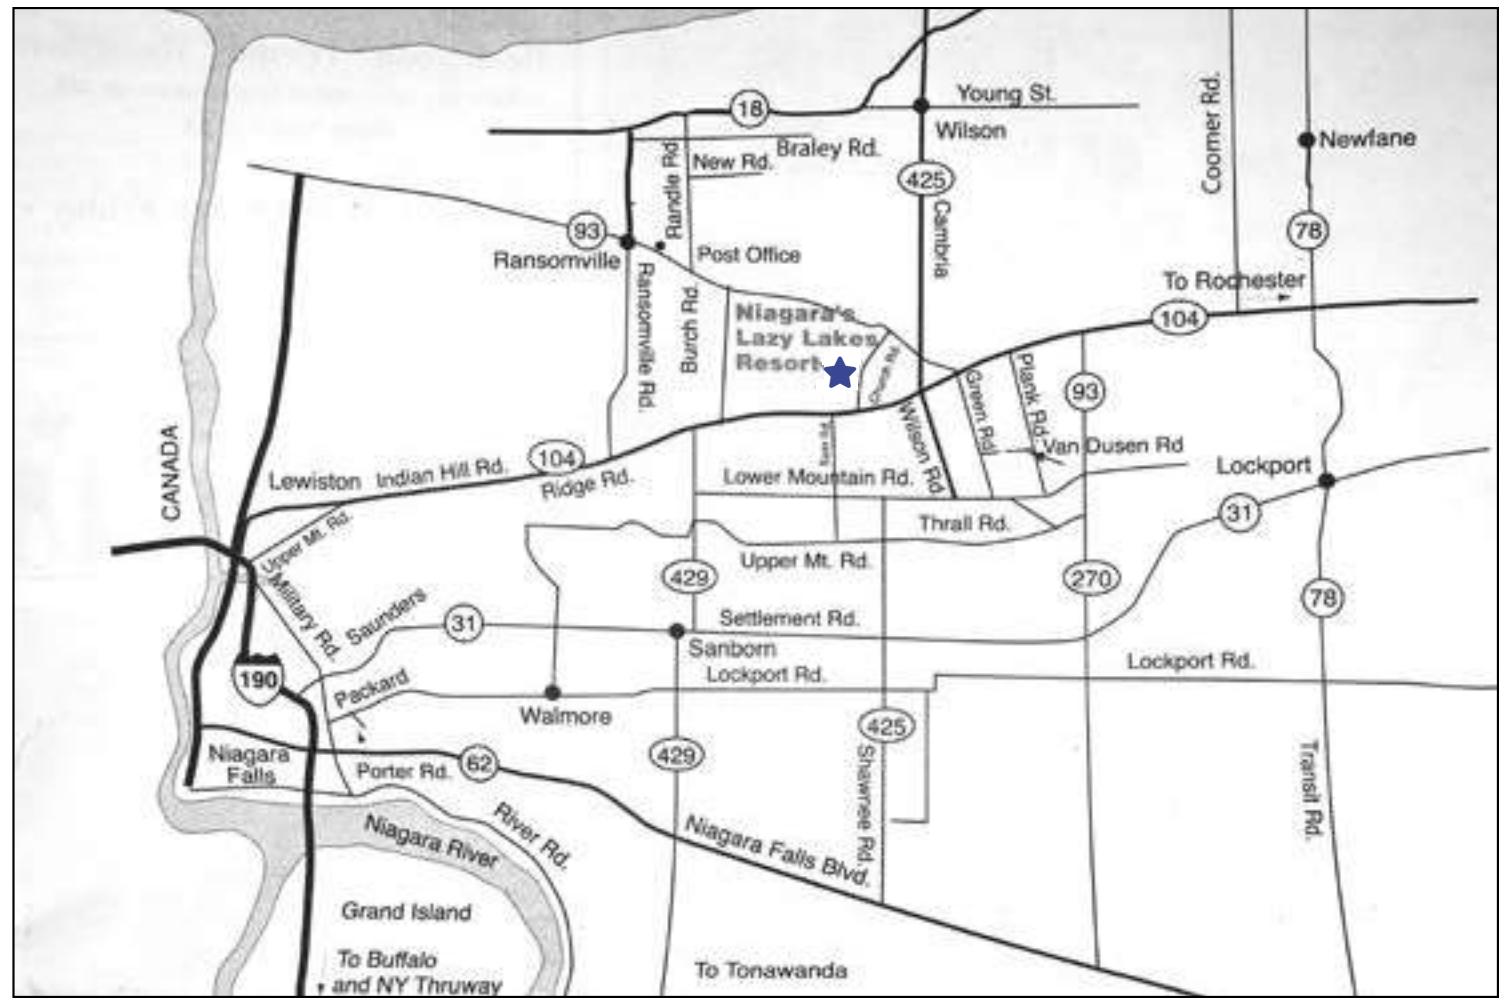 Young St.
18
Wilson
Coomer Rd.
Newfane
Braley Rd.
New Rd.
Randle Rd.
425
Cambria
93
78
Ransomville
Post Office
Ransomville Rd.
Burch Rd.
To Rochester
104
Niagara's
Lazy Lakes
Resort
Church Rd.
Green Rd.
Plank Rd.
93
Wilson Rd.
Van Dusen Rd
CANADA
Lewiston
Indian Hill Rd.
104
Ridge Rd.
Lower Mountain Rd.
Lockport
31
Upper Mt. Rd.
Thrall Rd.
Upper Mt. Rd.
429
270
78
Military Rd.
Saunders
31
Settlement Rd.
Sanborn
190
Packard
Lockport Rd.
Lockport Rd.
Walmore
425
Niagara
Falls
Porter Rd.
62
429
Shawnee Rd.
Transit Rd.
River Rd.
Niagara River
Niagara Falls Blvd.
Grand Island
To Buffalo
and NY Thruway
To Tonawanda